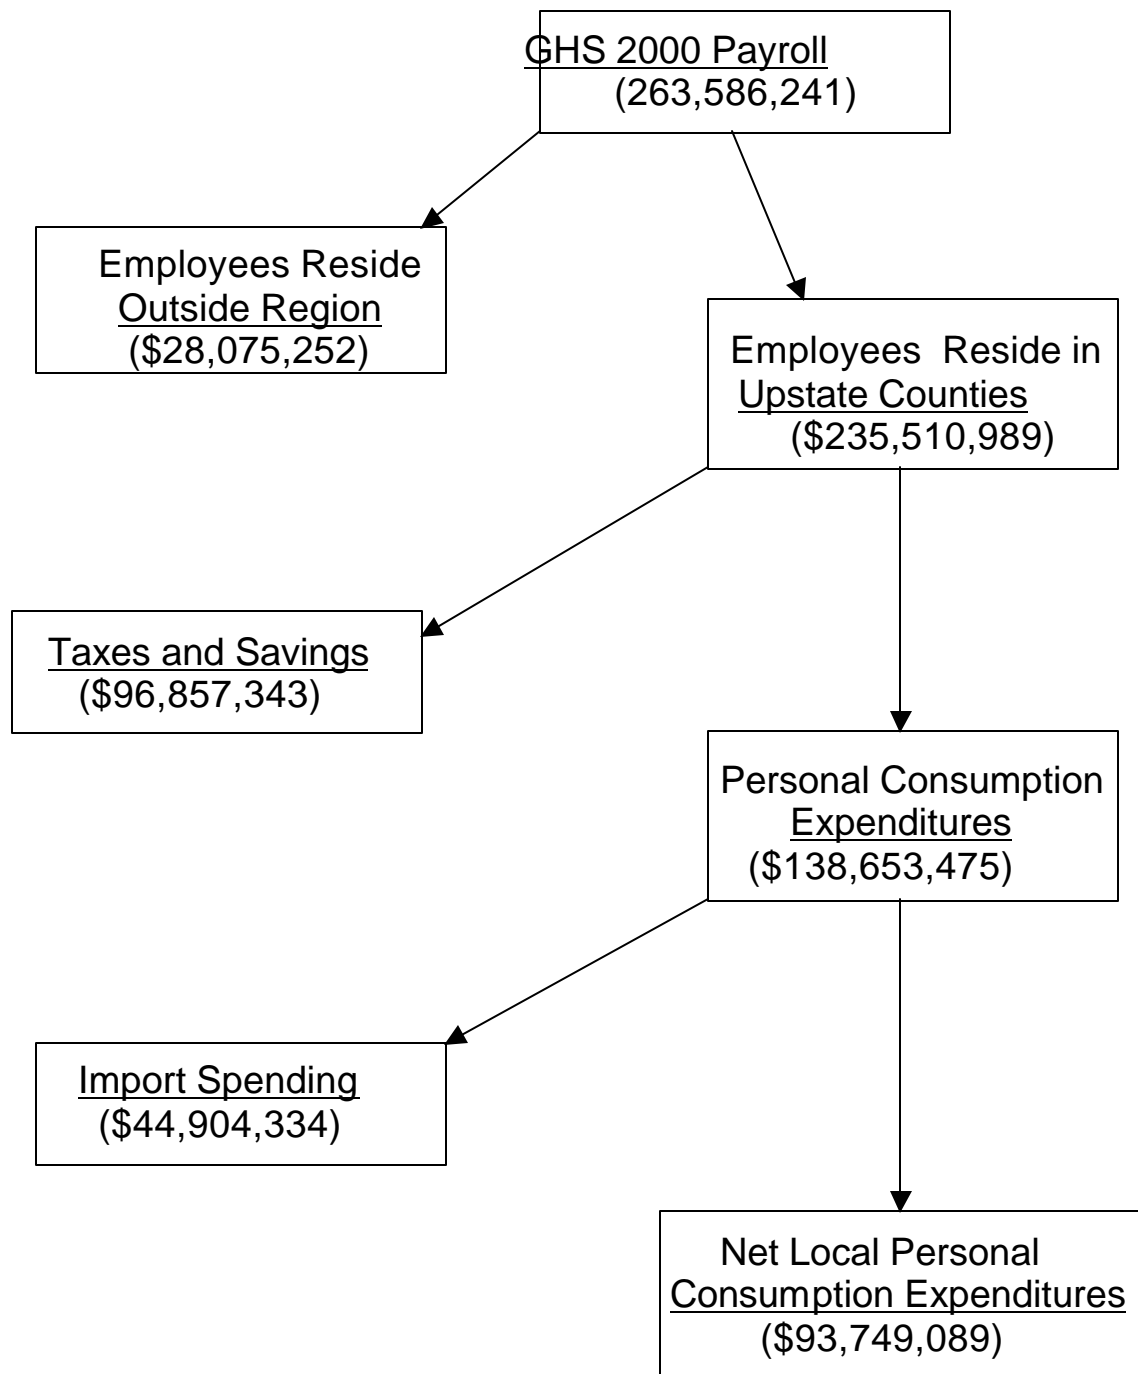 GHS 2000 Payroll
(263,586,241)
Employees Reside
Outside Region
($28,075,252)
Employees  Reside in
Upstate Counties
($235,510,989)
Taxes and Savings
($96,857,343)
Personal Consumption
Expenditures
($138,653,475)
Import Spending
($44,904,334)
Net Local Personal
Consumption Expenditures
($93,749,089)